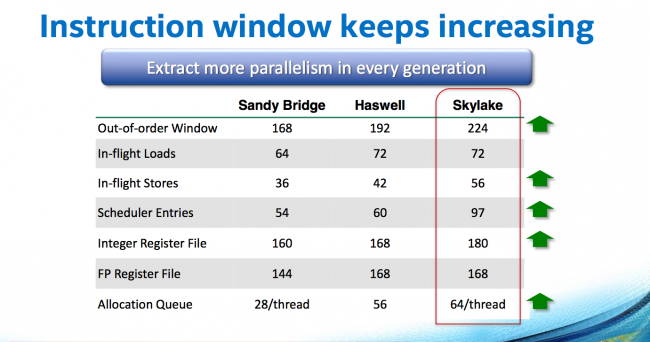 Instruction window keeps increasing
Extract more parallelism in every generation
Sandy Bridge Haswell Skylake
Out-of-order Window 168 192 224
In-flight Loads 64 72 72
In-flight Stores 36 42 56
Scheduler Entries 54 60 97
Integer Register File 160 168 180
FP Register File 144 168 168
Allocation Queue 28/thread 56 64/thread